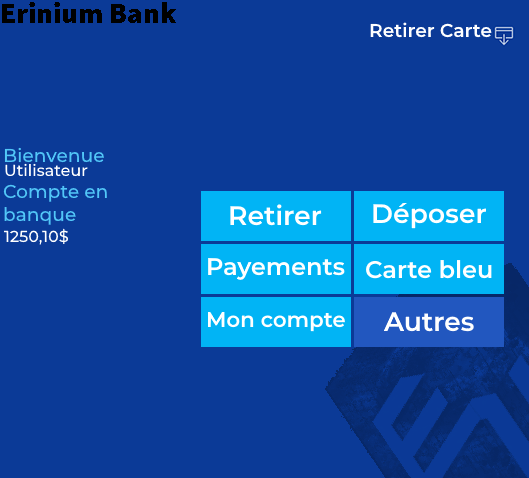 Erinium Bank
Retirer Carte
Bienvenue
Utilisateur
Compte en
banque
1250,10$
Retirer
Déposer
Payements
Carte bleu
Mon compte
Autres